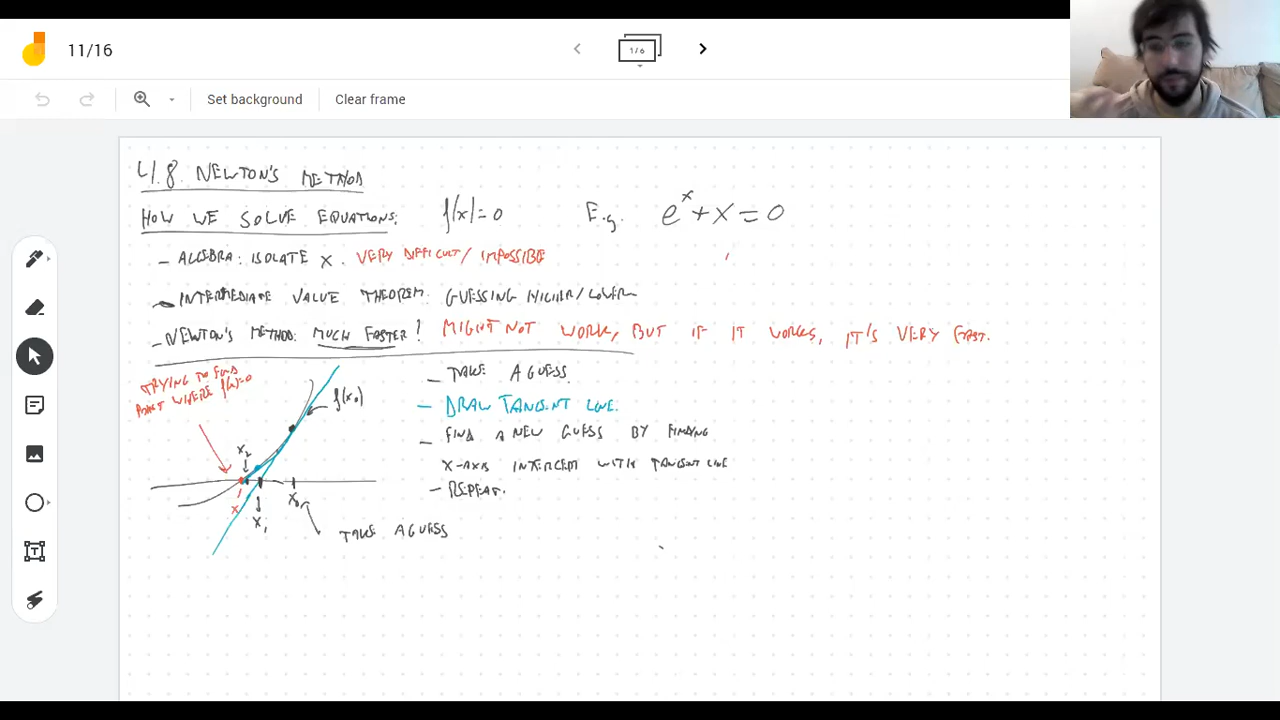 11/16
1/6
Set background
Clear frame
4.8 NEWTON'S METHOD
HOW WE SOLVE EQUATIONS: f(x)=0 E.g. e^x+x=0
- ALGEBRA: ISOLATE X. VERY DIFFICULT/ IMPOSSIBLE
- INTERMEDIATE VALUE THEOREM: GUESSING HIGHER/LOWER
- NEWTON'S METHOD: MUCH FASTER! MIGHT NOT WORK, BUT IF IT WORKS, IT'S VERY FAST.
TRYING TO FIND
POINT WHERE f(x)=0
f(x₀)
x₂
x
x₁
x₀
TAKE A GUESS
- TAKE A GUESS.
- DRAW TANGENT LINE.
- FIND A NEW GUESS BY FINDING
X-AXIS INTERCEPT WITH TANGENT LINE
- REPEAT.